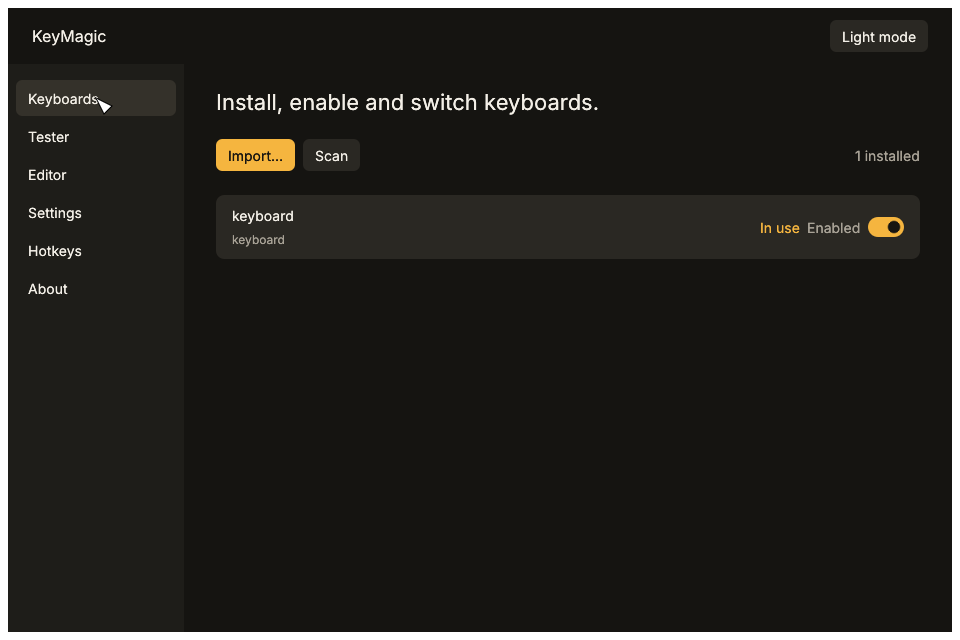 KeyMagic
Light mode
Keyboards
Tester
Editor
Settings
Hotkeys
About
Install, enable and switch keyboards.
Import...
Scan
1 installed
keyboard
keyboard
In use
Enabled